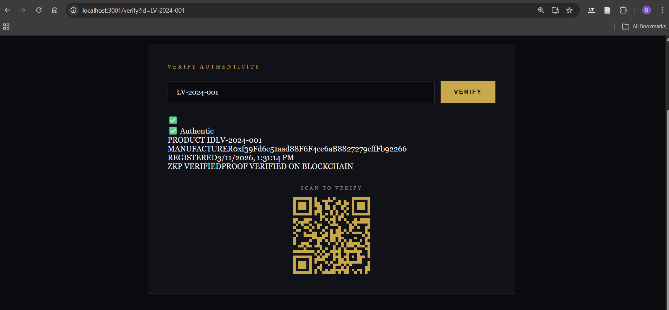 localhost:3001/verify?id=LV-2024-001
All Bookmarks
VERIFY AUTHENTICITY
LV-2024-001
VERIFY
✅
✅ Authentic
PRODUCT IDLV-2024-001
MANUFACTURER0xf39Fd6e51aad88F6F4ce6aB8827279cffFb92266
REGISTERED3/11/2026, 1:31:14 PM
ZKP VERIFIEDPROOF VERIFIED ON BLOCKCHAIN
SCAN TO VERIFY